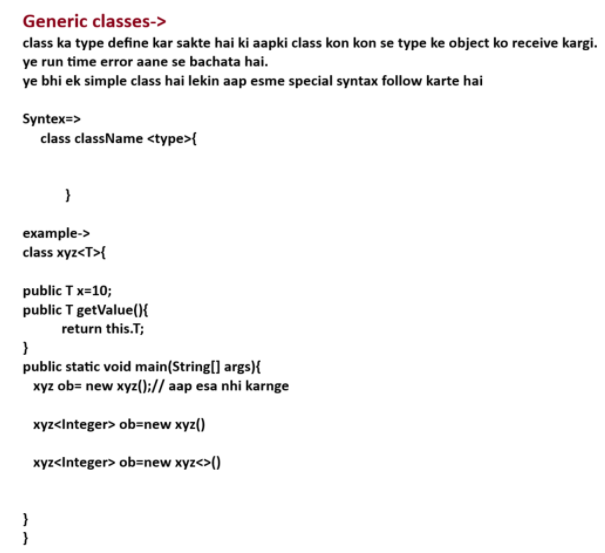 Generic classes->
class ka type define kar sakte hai ki aapki class kon kon se type ke object ko receive kargi.
ye run time error aane se bachata hai.
ye bhi ek simple class hai lekin aap esme special syntax follow karte hai
Syntex=>
class className <type>{
}
example->
class xyz<T>{
public T x=10;
public T getValue(){
return this.T;
}
public static void main(String[] args){
xyz ob= new xyz();// aap esa nhi karnge
xyz<Integer> ob=new xyz()
xyz<Integer> ob=new xyz<>()
}
}